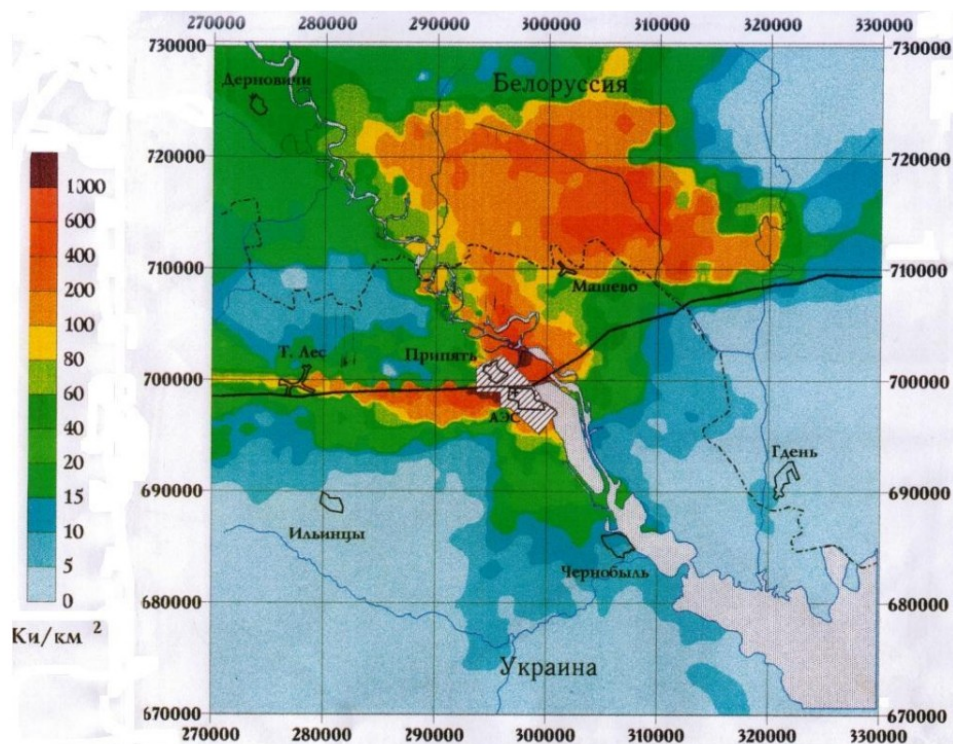 270000 280000 290000 300000 310000 320000 330000
730000 730000
Белоруссия
Дерновичи
720000 720000
1000
600
400
200
100
80
60
40
20
15
10
5
0
Ки/км 2
710000 710000
Машево
Т. Лес
Припять
700000 700000
АЭС
Гдень
690000 690000
Ильинцы
Чернобыль
680000 680000
Украина
670000 670000
270000 280000 290000 300000 310000 320000 330000